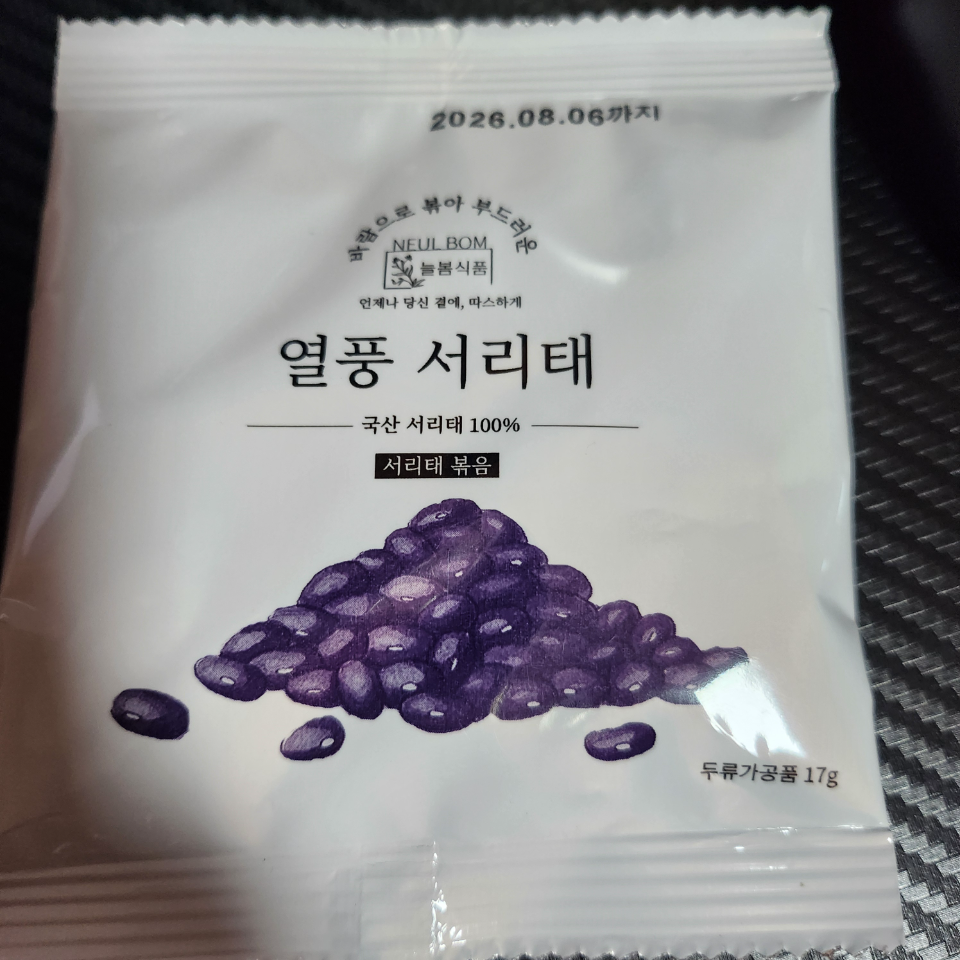 2026.08.06까지
바람으로 볶아 부드러운
NEUL BOM
늘봄식품
언제나 당신 곁에, 따스하게
열풍 서리태
국산 서리태 100%
서리태 볶음
두류가공품 17g